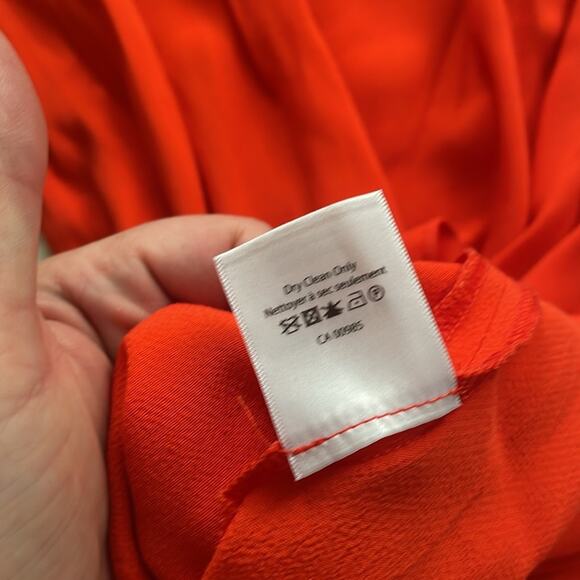 Dry Clean Only
Nettoyer à sec seulement
CA 00985